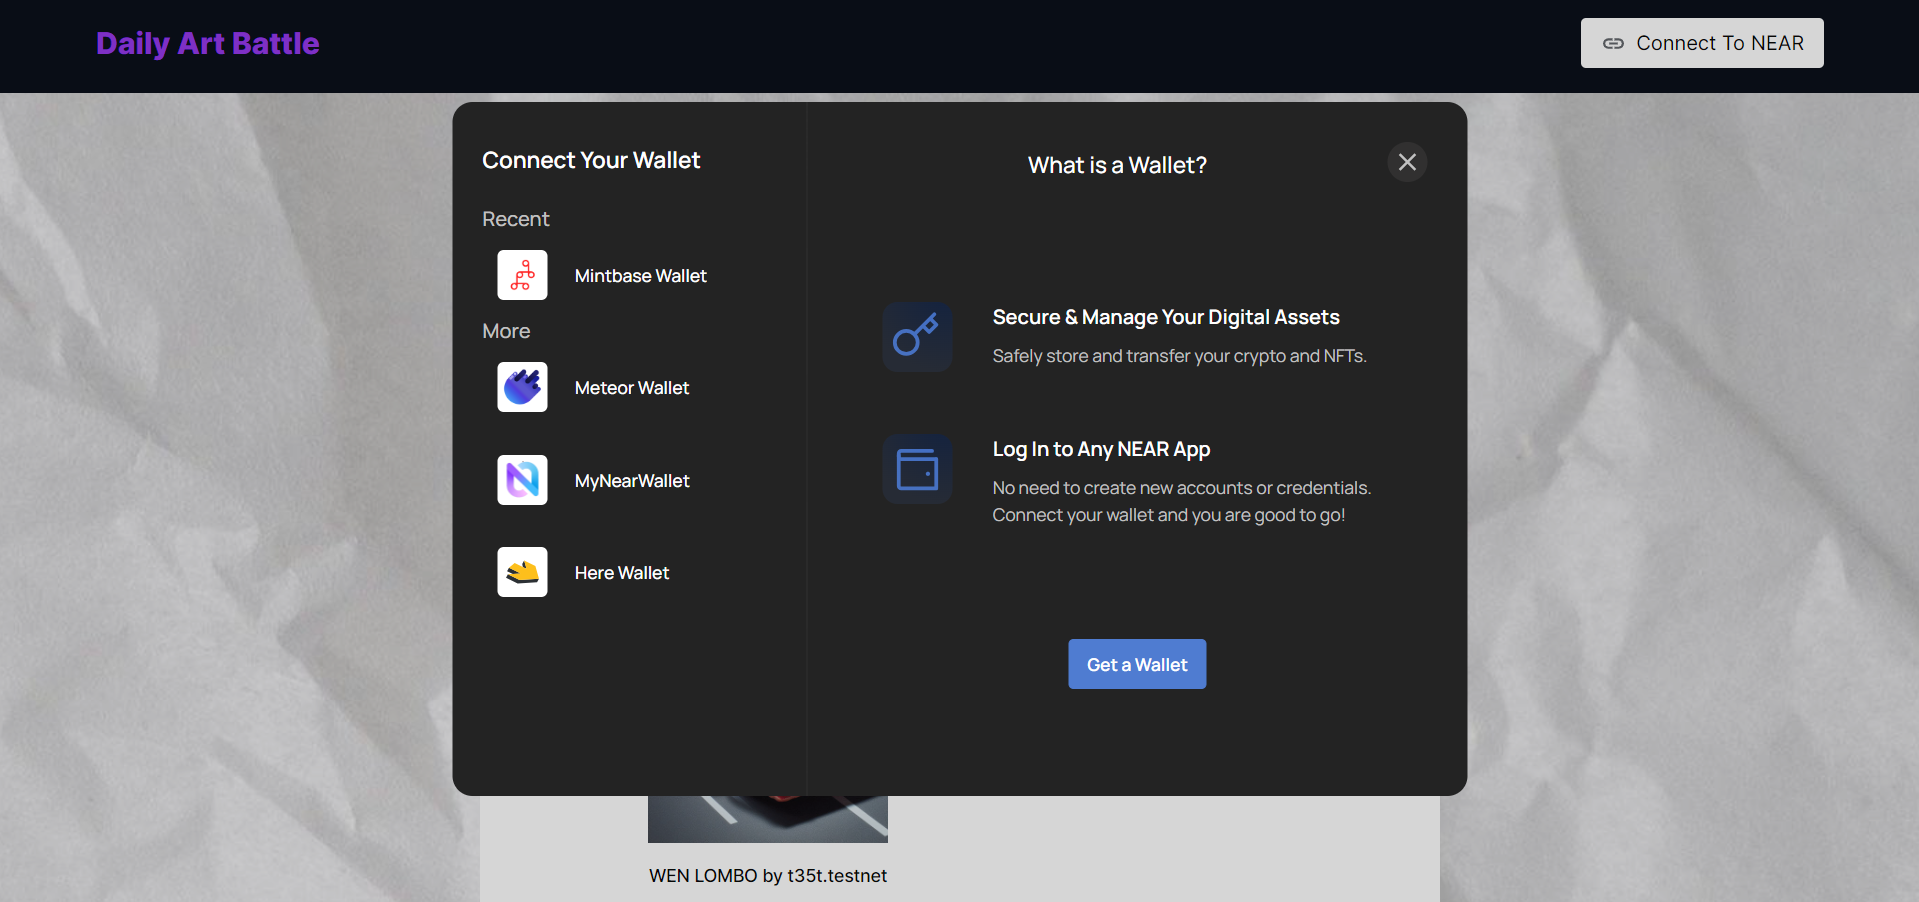 Daily Art Battle
Connect To NEAR
Connect Your Wallet
Recent
Mintbase Wallet
More
Meteor Wallet
MyNearWallet
Here Wallet
What is a Wallet?
Secure & Manage Your Digital Assets
Safely store and transfer your crypto and NFTs.
Log In to Any NEAR App
No need to create new accounts or credentials.
Connect your wallet and you are good to go!
Get a Wallet
WEN LOMBO by t35t.testnet